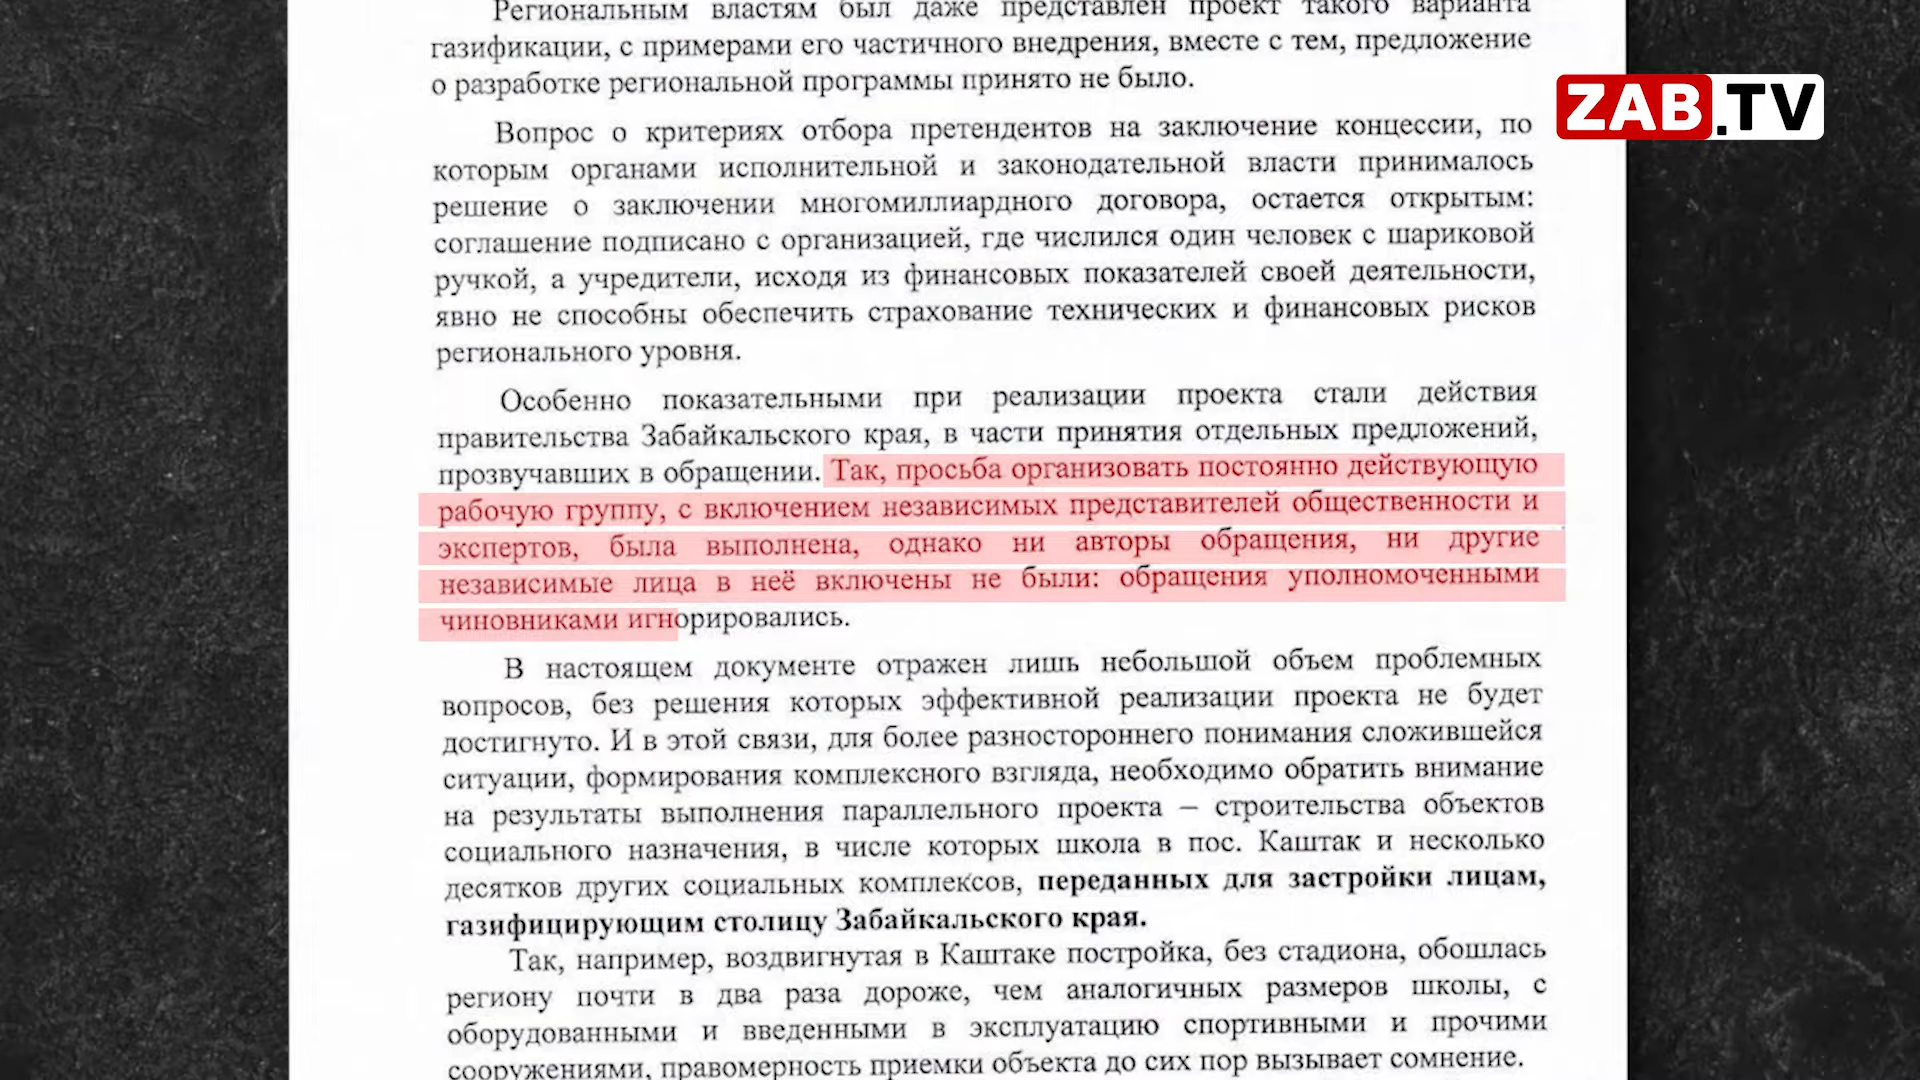 Региональным властям был даже представлен проект такого варианта
газификации, с примерами его частичного внедрения, вместе с тем, предложение
о разработке региональной программы принято не было.
ZAB.TV
Вопрос о критериях отбора претендентов на заключение концессии, по
которым органами исполнительной и законодательной власти принималось
решение о заключении многомиллиардного договора, остается открытым:
соглашение подписано с организацией, где числился один человек с шариковой
ручкой, а учредители, исходя из финансовых показателей своей деятельности,
явно не способны обеспечить страхование технических и финансовых рисков
регионального уровня.
Особенно показательными при реализации проекта стали действия
правительства Забайкальского края, в части принятия отдельных предложений,
прозвучавших в обращении. Так, просьба организовать постоянно действующую
рабочую группу, с включением независимых представителей общественности и
экспертов, была выполнена, однако ни авторы обращения, ни другие
независимые лица в неё включены не были: обращения уполномоченными
чиновниками игнорировались.
В настоящем документе отражен лишь небольшой объем проблемных
вопросов, без решения которых эффективной реализации проекта не будет
достигнуто. И в этой связи, для более разностороннего понимания сложившейся
ситуации, формирования комплексного взгляда, необходимо обратить внимание
на результаты выполнения параллельного проекта – строительства объектов
социального назначения, в числе которых школа в пос. Каштак и несколько
десятков других социальных комплексов, переданных для застройки лицам,
газифицирующим столицу Забайкальского края.
Так, например, воздвигнутая в Каштаке постройка, без стадиона, обошлась
региону почти в два раза дороже, чем аналогичных размеров школы, с
оборудованными и введенными в эксплуатацию спортивными и прочими
сооружениями, правомерность приемки объекта до сих пор вызывает сомнение.